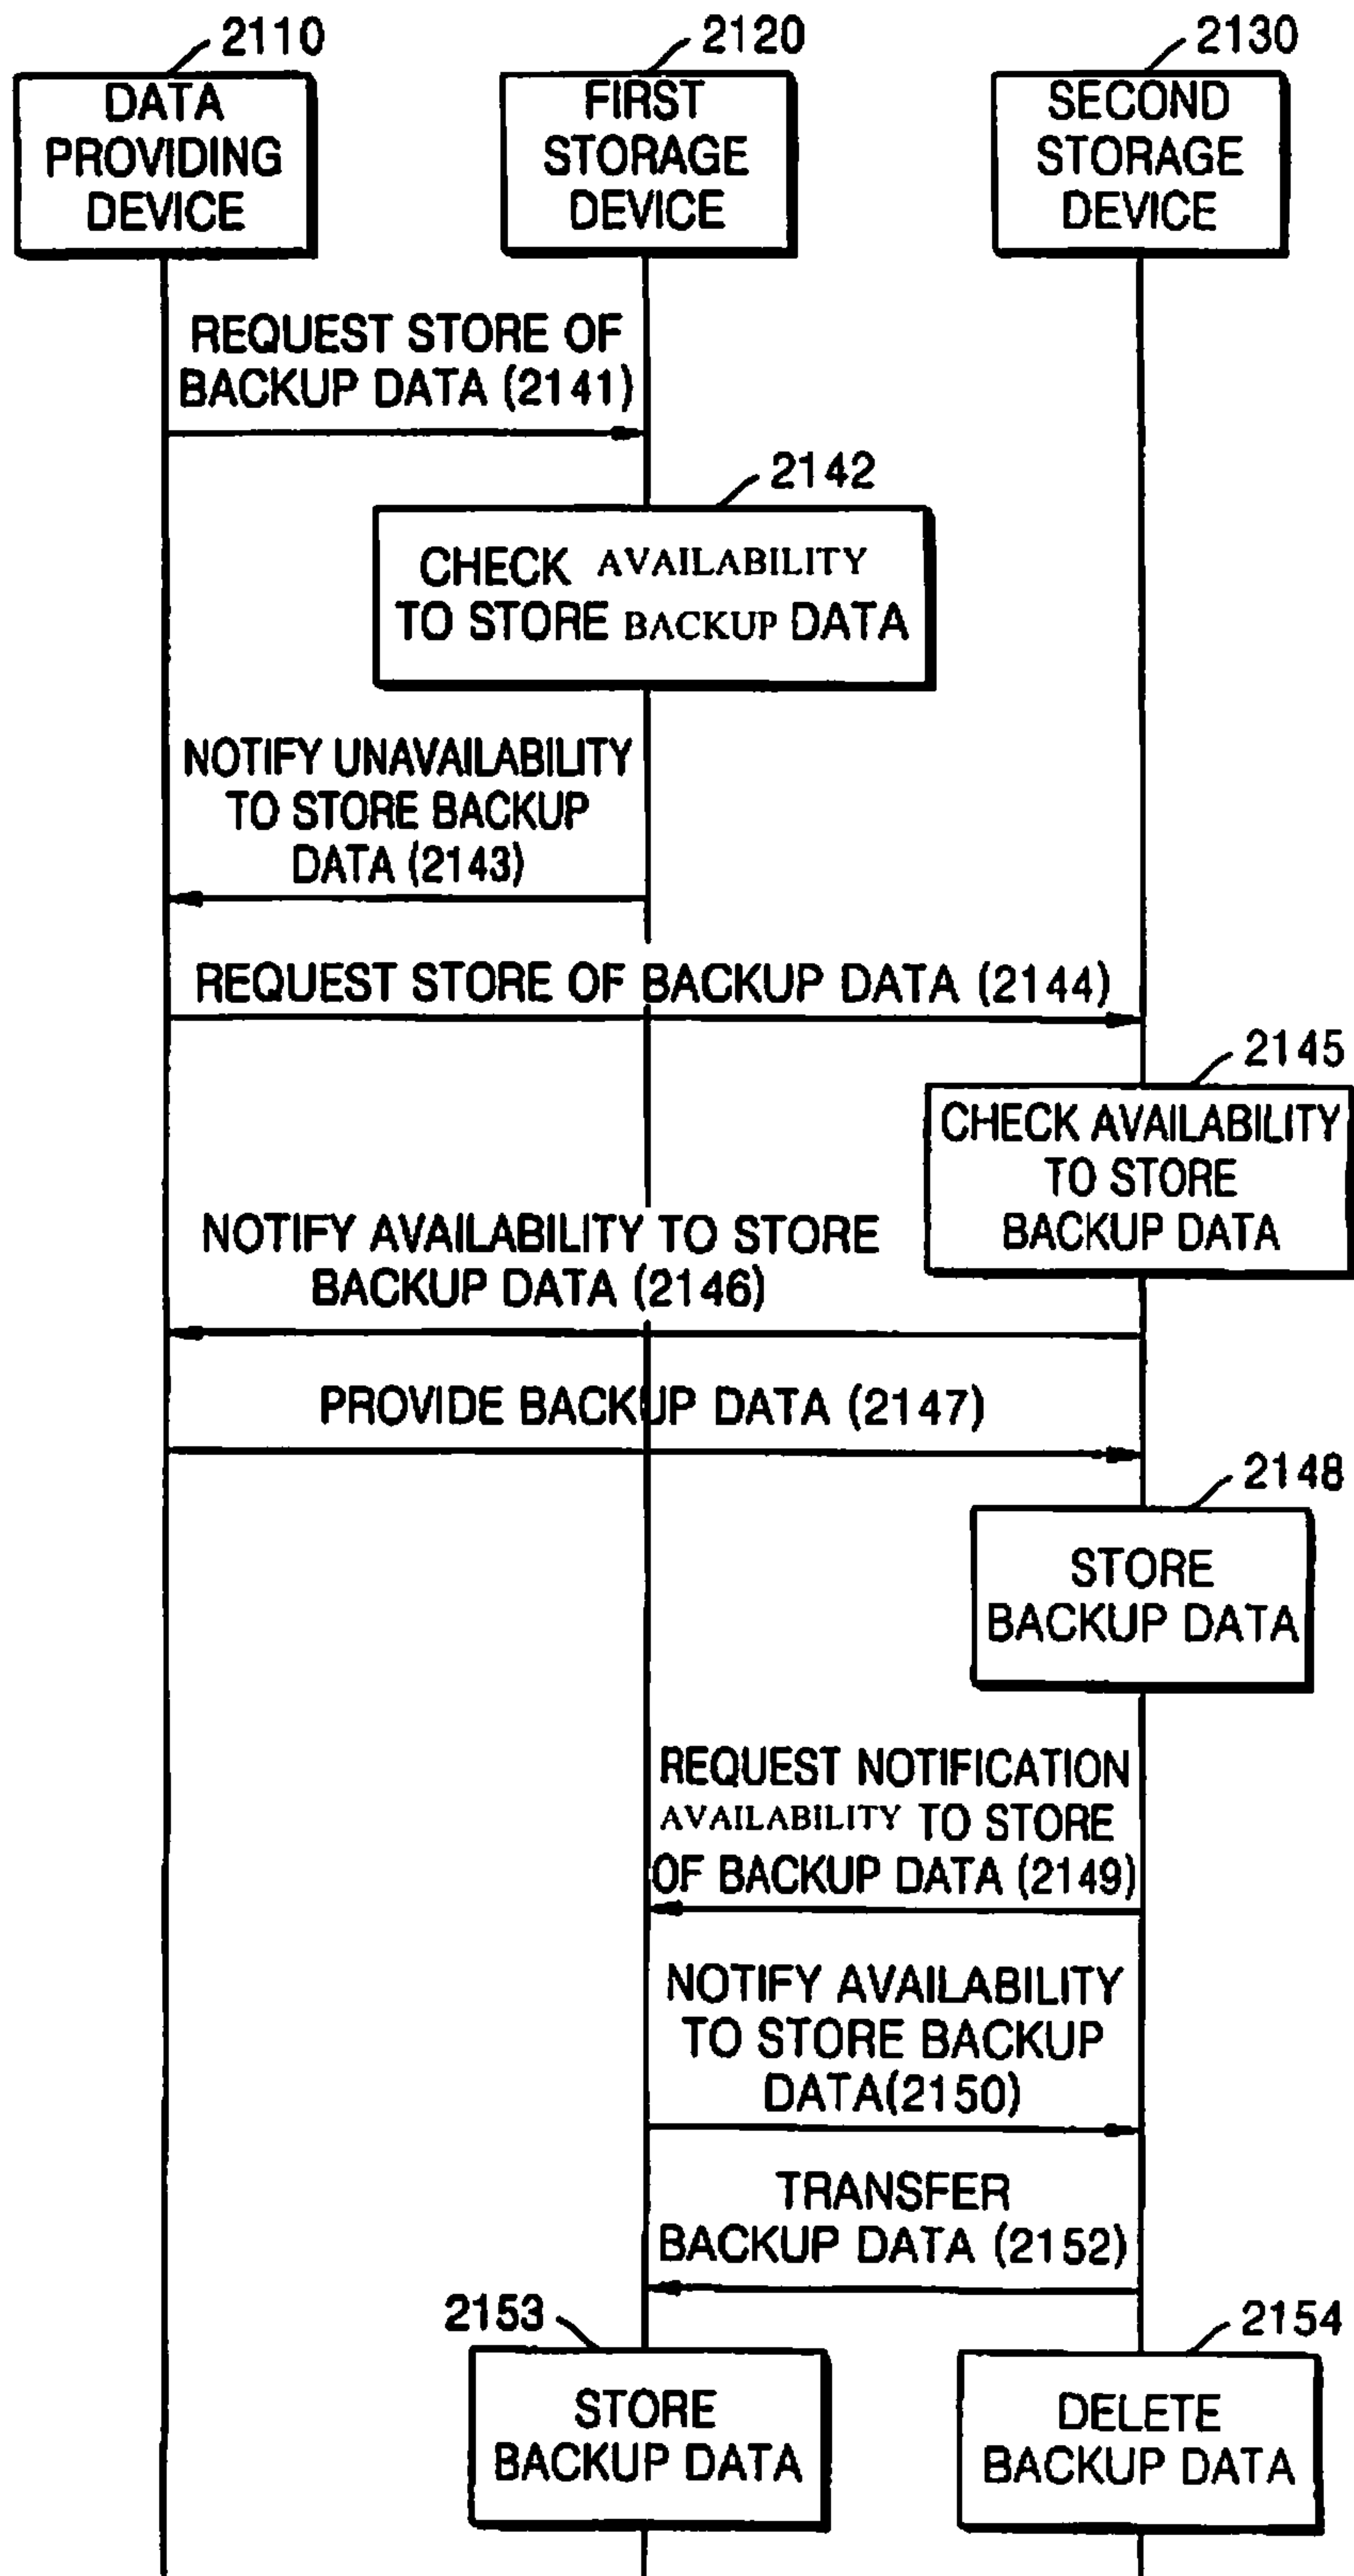 2110
2120
2130
DATA
PROVIDING
DEVICE
FIRST
STORAGE
DEVICE
SECOND
STORAGE
DEVICE
REQUEST STORE OF
BACKUP DATA (2141)
2142
CHECK AVAILABILITY
TO STORE BACKUP DATA
NOTIFY UNAVAILABILITY
TO STORE BACKUP
DATA (2143)
REQUEST STORE OF BACKUP DATA (2144)
2145
CHECK AVAILABILITY
TO STORE
BACKUP DATA
NOTIFY AVAILABILITY TO STORE
BACKUP DATA (2146)
PROVIDE BACKUP DATA (2147)
2148
STORE
BACKUP DATA
REQUEST NOTIFICATION
AVAILABILITY TO STORE
OF BACKUP DATA (2149)
NOTIFY AVAILABILITY
TO STORE BACKUP
DATA(2150)
TRANSFER
BACKUP DATA (2152)
2153
2154
STORE
BACKUP DATA
DELETE
BACKUP DATA